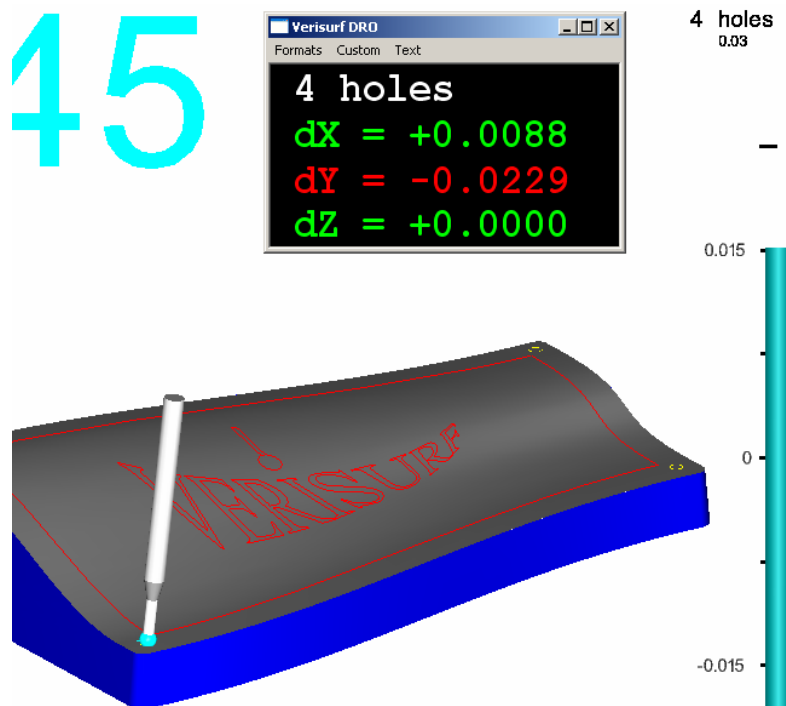 45
Verisurf DRO
Formats Custom Text
4 holes
dX = +0.0088
dY = -0.0229
dZ = +0.0000
4 holes
0.03
0.015
0
-0.015
VERISURF